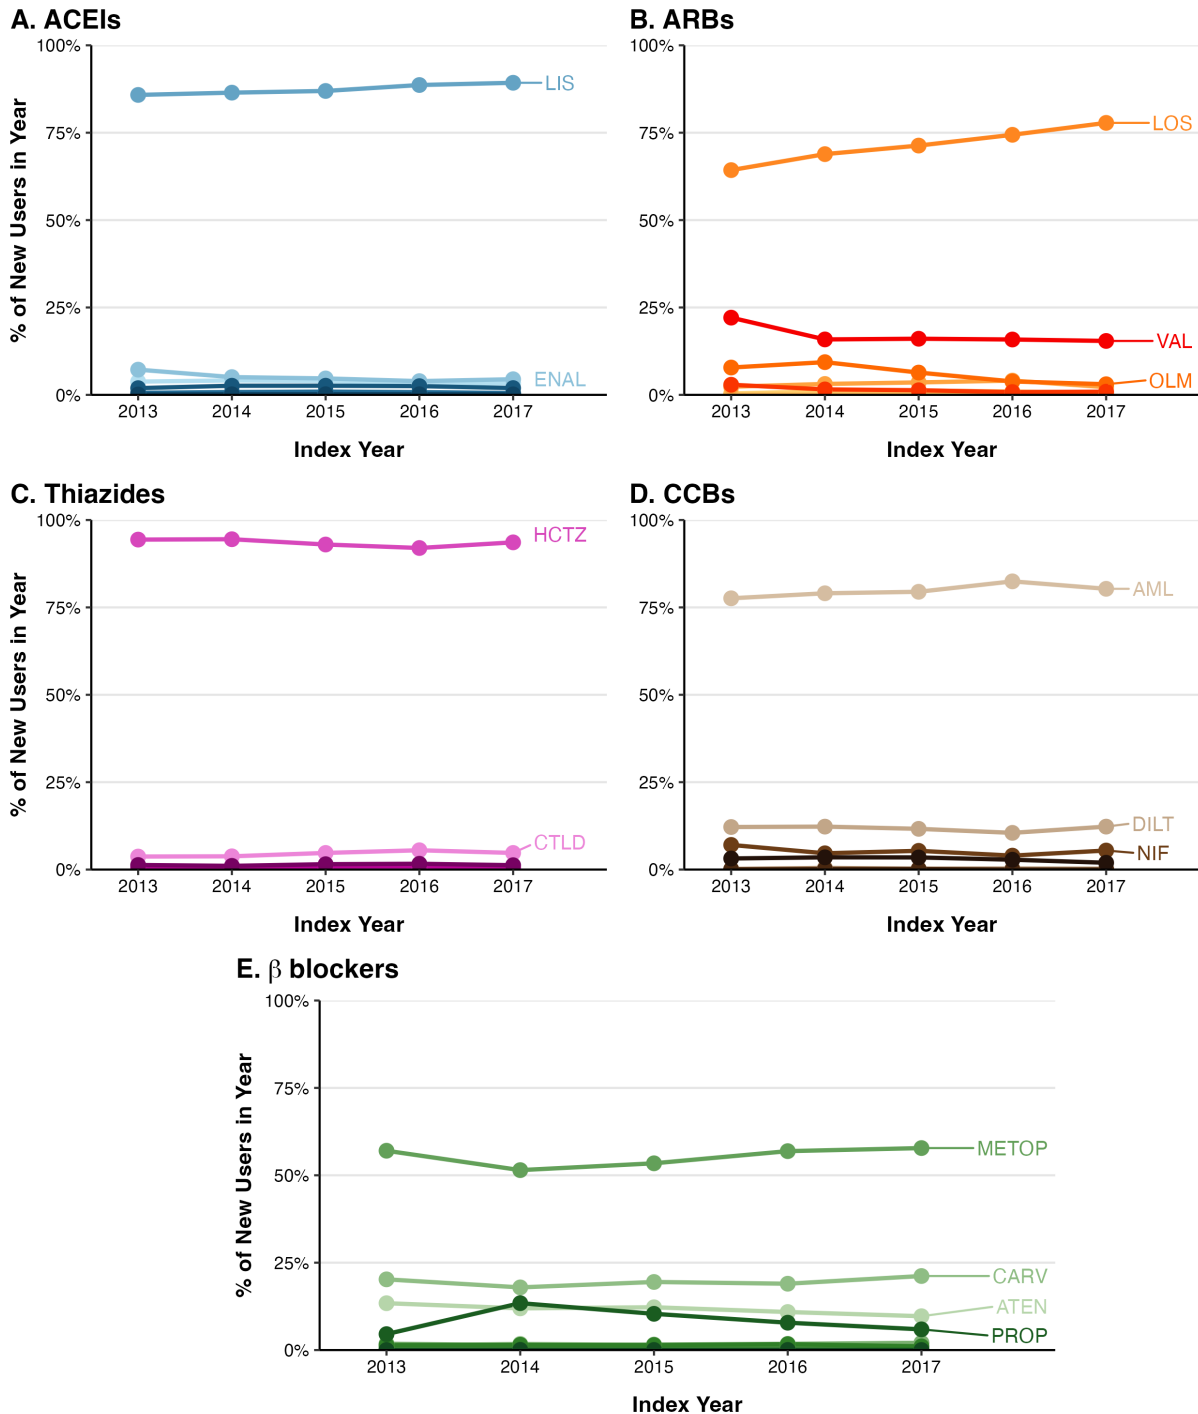 A. ACEIs
% of New Users in Year
100%
75%
50%
25%
0%
LIS
ENAL
2013 2014 2015 2016 2017
Index Year
B. ARBs
100%
75%
50%
25%
0%
LOS
VAL
OLM
2013 2014 2015 2016 2017
Index Year
C. Thiazides
% of New Users in Year
100%
75%
50%
25%
0%
HCTZ
CTLD
2013 2014 2015 2016 2017
Index Year
D. CCBs
100%
75%
50%
25%
0%
AML
DILT
NIF
2013 2014 2015 2016 2017
Index Year
E. β blockers
% of New Users in Year
100%
75%
50%
25%
0%
METOP
CARV
ATEN
PROP
2013 2014 2015 2016 2017
Index Year